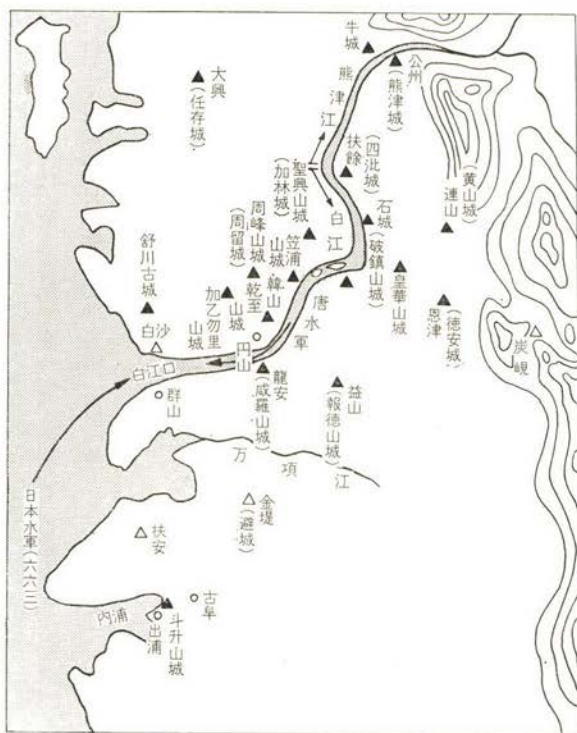 牛城
公州
(熊津城)
熊津江
大興
(任存城)
扶餘
(四沘城)
(黄山城)
連山
聖興山城
(加林城)
白江
石城
(破鎮山城)
周峰山城
(周留城)
笠浦
山城
皇華山城
恩津
(徳安城)
炭峴
舒川古城
乾至
山城
韓山
加乙勿里
山城
唐水軍
白沙
円山
白江口
龍安
(咸羅山城)
群山
益山
(報徳山城)
万項江
日本水軍(六六三)
金堤
(避城)
扶安
古阜
内浦
斗升山城
出浦